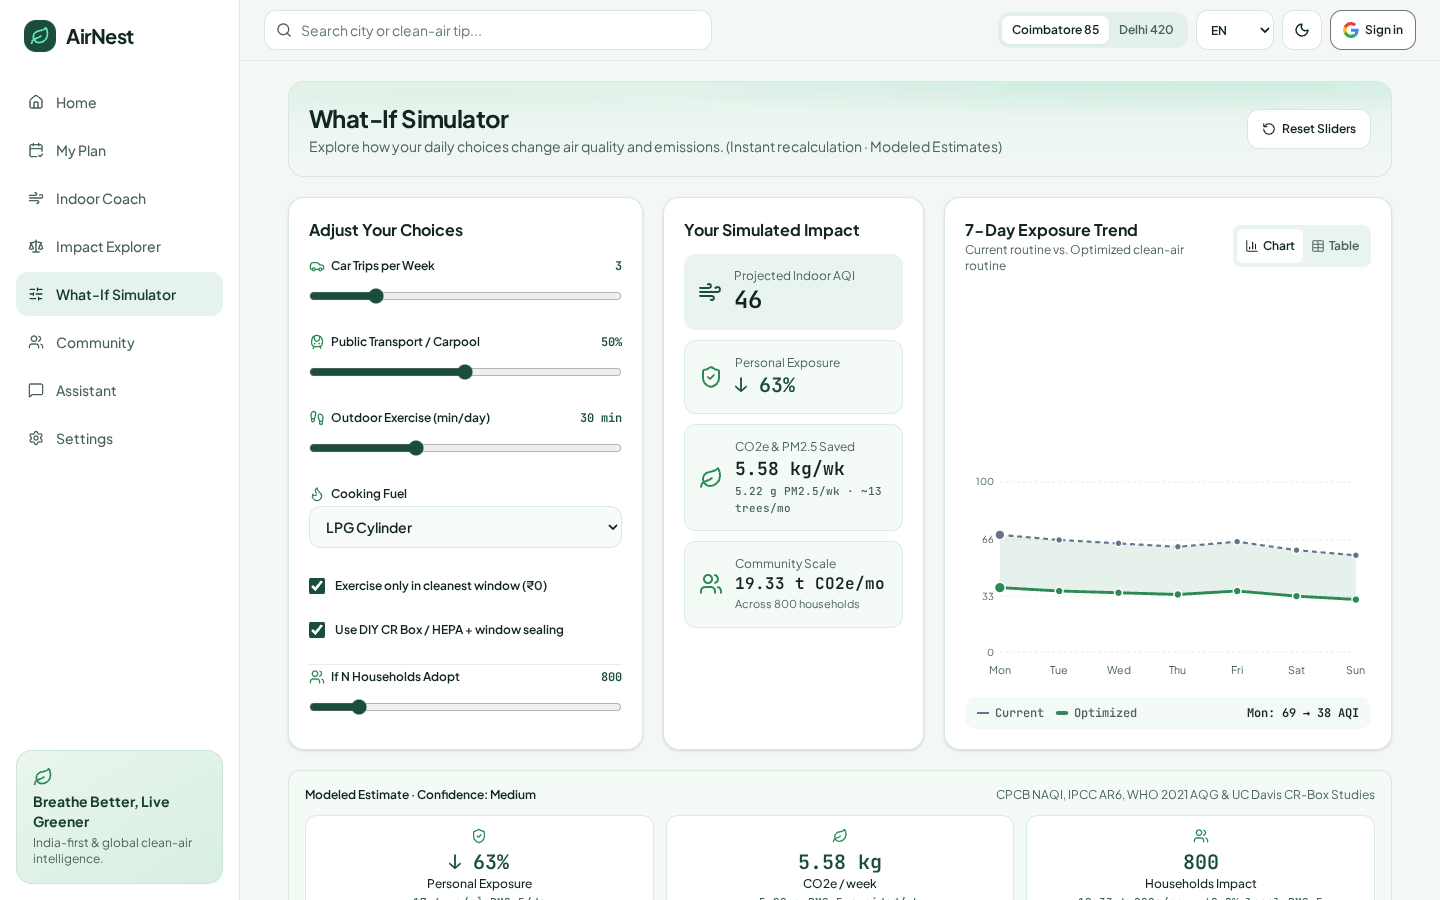 AirNest
Search city or clean-air tip...
Coimbatore 85
Delhi 420
EN
Sign in
Home
My Plan
Indoor Coach
Impact Explorer
What-If Simulator
Community
Assistant
Settings
Breathe Better, Live
Greener
India-first & global clean-air
intelligence.
What-If Simulator
Explore how your daily choices change air quality and emissions. (Instant recalculation · Modeled Estimates)
Reset Sliders
Adjust Your Choices
Car Trips per Week 3
Public Transport / Carpool 50%
Outdoor Exercise (min/day) 30 min
Cooking Fuel
LPG Cylinder
Exercise only in cleanest window (₹0)
Use DIY CR Box / HEPA + window sealing
If N Households Adopt 800
Your Simulated Impact
Projected Indoor AQI
46
Personal Exposure
↓ 63%
CO2e & PM2.5 Saved
5.58 kg/wk
5.22 g PM2.5/wk · ~13
trees/mo
Community Scale
19.33 t CO2e/mo
Across 800 households
7-Day Exposure Trend
Current routine vs. Optimized clean-air
routine
Chart
Table
100
66
33
0
Mon Tue Wed Thu Fri Sat Sun
Current Optimized Mon: 69 → 38 AQI
Modeled Estimate · Confidence: Medium
CPCB NAQI, IPCC AR6, WHO 2021 AQG & UC Davis CR-Box Studies
↓ 63%
Personal Exposure
5.58 kg
CO2e / week
800
Households Impact